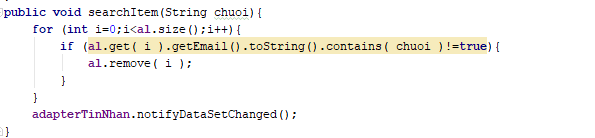 public void searchItem(String chuoi){
for (int i=0;i<al.size();i++){
if (al.get( i ).getEmail().toString().contains( chuoi )!=true){
al.remove( i );
}
}
adapterTinNhan.notifyDataSetChanged();
}